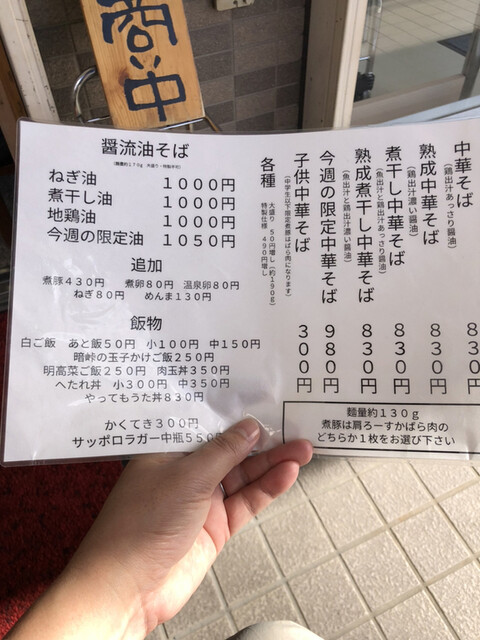 商い中
中華そば
(鶏出汁あっさり醤油)
830円
熟成中華そば
(鶏出汁濃い醤油)
830円
煮干し中華そば
(魚出汁と鶏出汁あっさり醤油)
830円
熟成煮干し中華そば
(魚出汁と鶏出汁濃い醤油)
830円
今週の限定中華そば
980円
子供中華そば
(中学生以下限定煮豚はばら肉になります)
300円
各種
大盛り 50円増し(約190g)
特製仕様 490円増し
麺量約130g
煮豚は肩ろーすかばら肉の
どちらか1枚をお選び下さい
醤流油そば
ねぎ油 1000円
煮干し油 1000円
地鶏油 1000円
今週の限定油 1050円
追加
煮豚430円 煮卵80円 温泉卵80円
ねぎ80円 めんま130円
飯物
白ご飯 あと飯50円 小100円 中150円
暗峠の玉子かけご飯250円
明高菜ご飯250円 肉玉丼350円
へたれ丼 小300円 中350円
やってもうた丼830円
かくてき300円
サッポロラガー中瓶550円